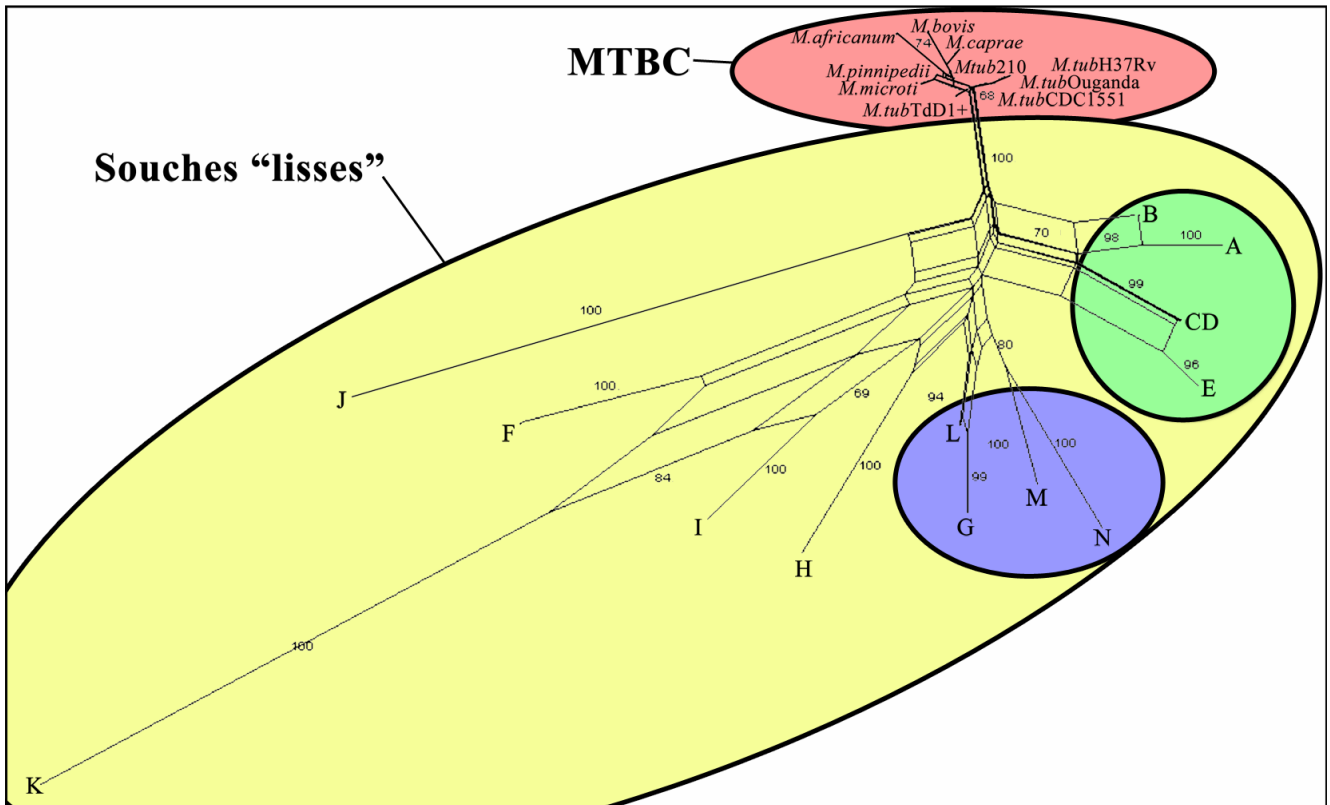 M.bovis
M.africanum
74
M.caprae
MTBC
M.pinnipedii
Mtub210
M.tubH37Rv
M.microti
M.tubOuganda
68
M.tubCDC1551
M.tubTdD1+
Souches “lisses”
100
B
70
98
100
A
99
CD
100
80
96
E
J
100
F
69
94
L
100
100
84
100
100
99
M
I
G
N
H
100
K